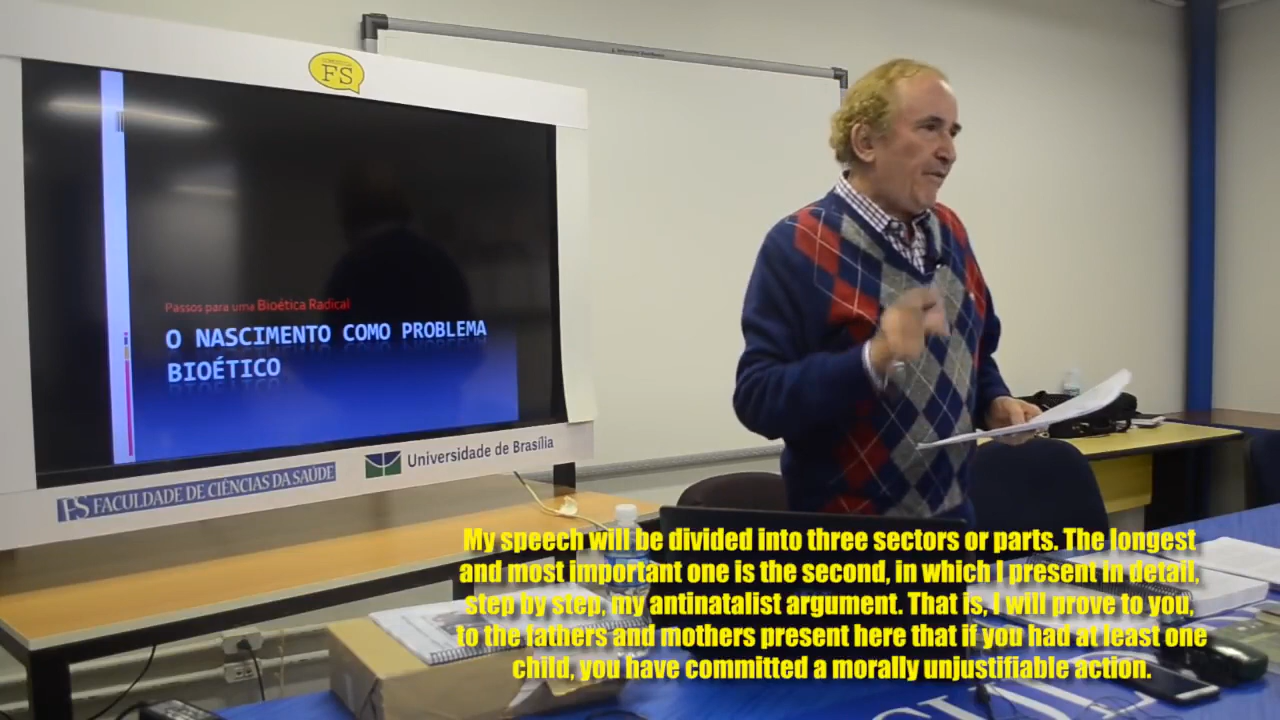 FS
Passos para uma Bioética Radical
O NASCIMENTO COMO PROBLEMA
BIOÉTICO
FS FACULDADE DE CIÊNCIAS DA SAÚDE
Universidade de Brasília
My speech will be divided into three sectors or parts. The longest
and most important one is the second, in which I present in detail,
step by step, my antinatalist argument. That is, I will prove to you,
to the fathers and mothers present here that if you had at least one
child, you have committed a morally unjustifiable action.